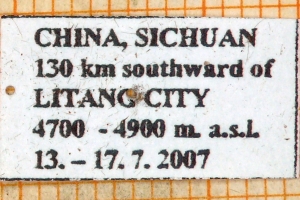 CHINA, SICHUAN
130 km southward of
LITANG CITY
4700 - 4900 m. a.s.l.
13. – 17. 7. 2007